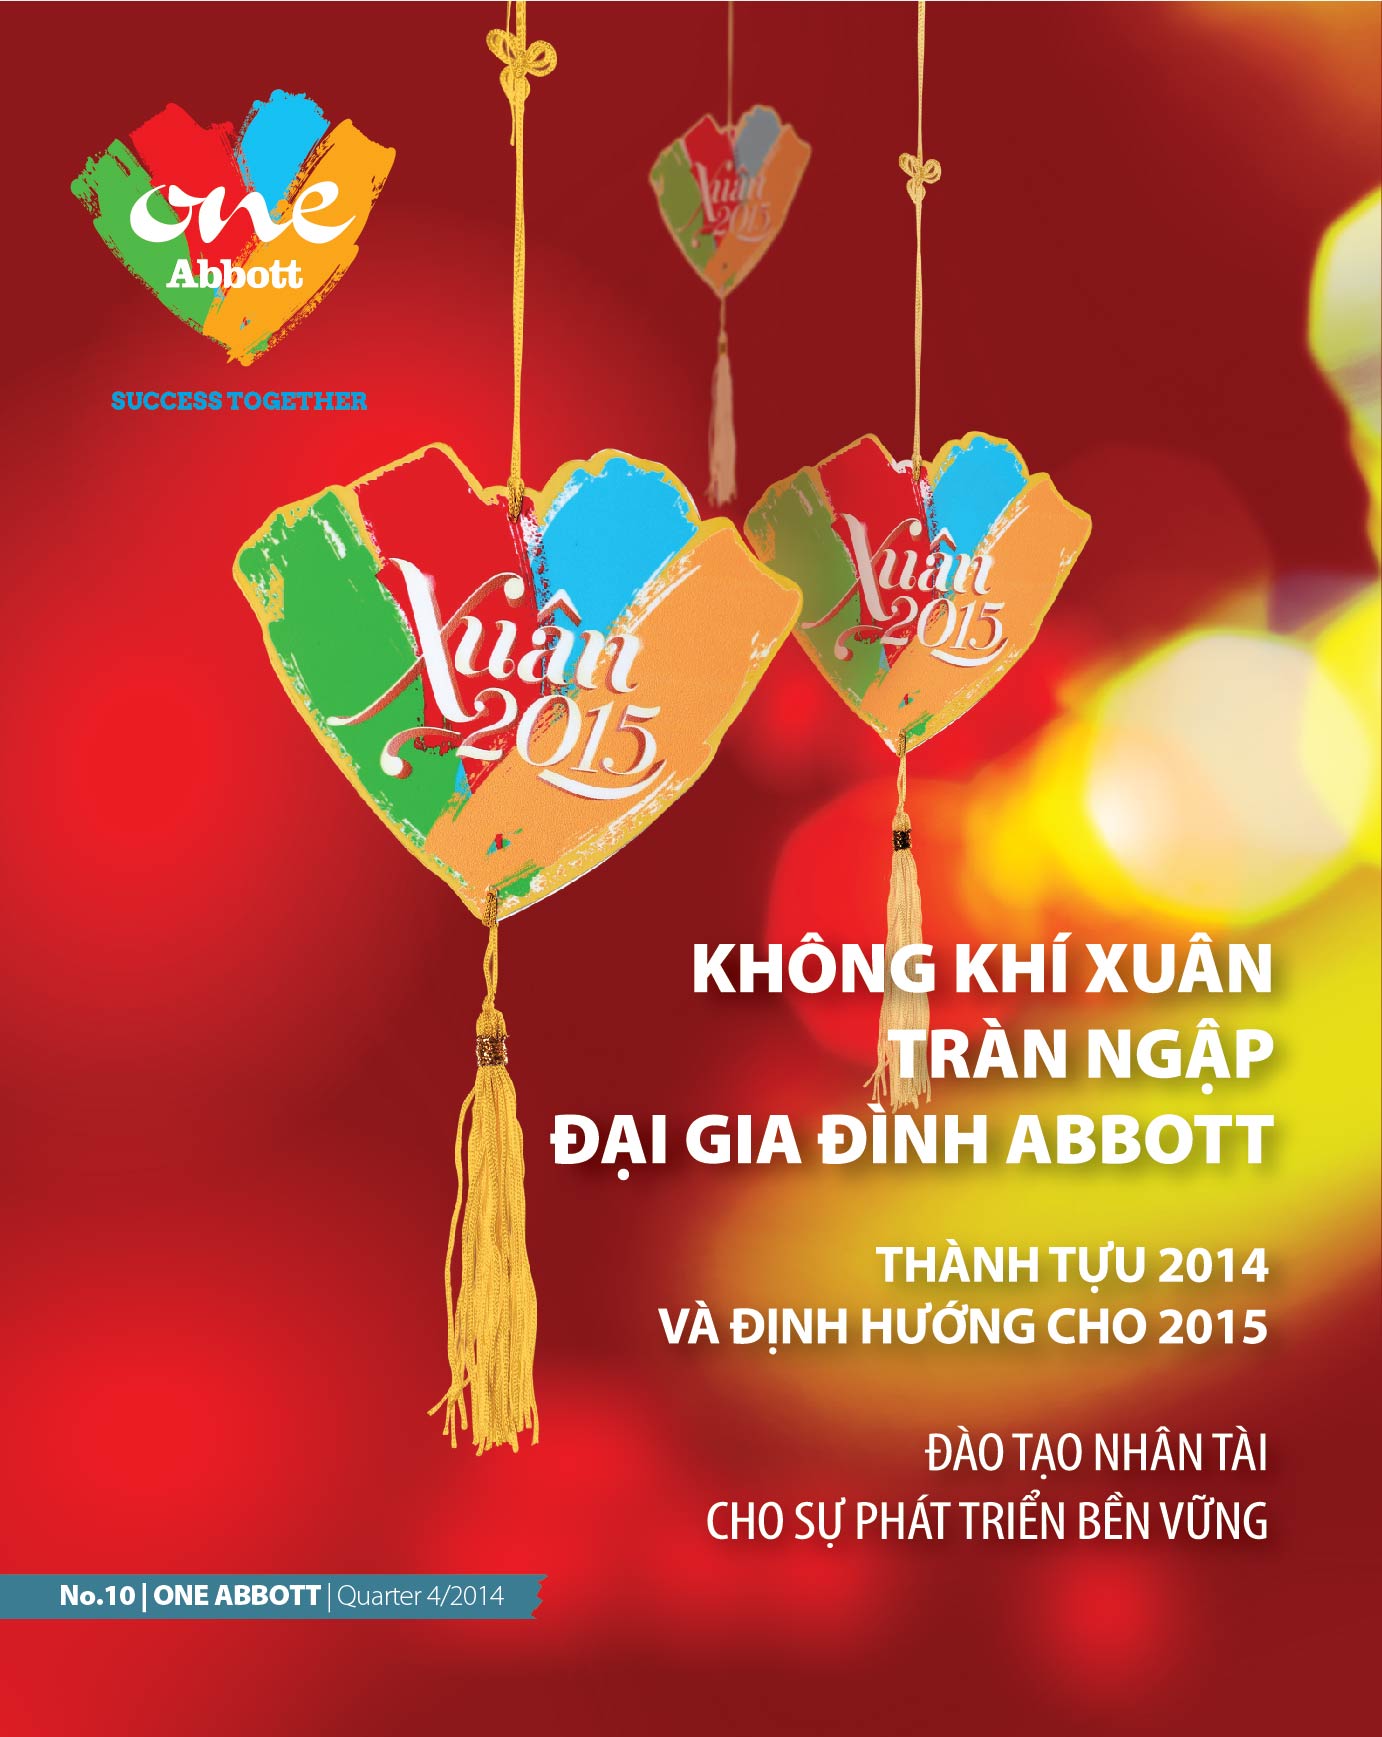 one
Abbott
SUCCESS TOGETHER
Xuân
2015
Xuân
2015
Xuân
2015
KHÔNG KHÍ XUÂN
TRÀN NGẬP
ĐẠI GIA ĐÌNH ABBOTT
THÀNH TỰU 2014
VÀ ĐỊNH HƯỚNG CHO 2015
ĐÀO TẠO NHÂN TÀI
CHO SỰ PHÁT TRIỂN BỀN VỮNG
No.10 | ONE ABBOTT | Quarter 4/2014